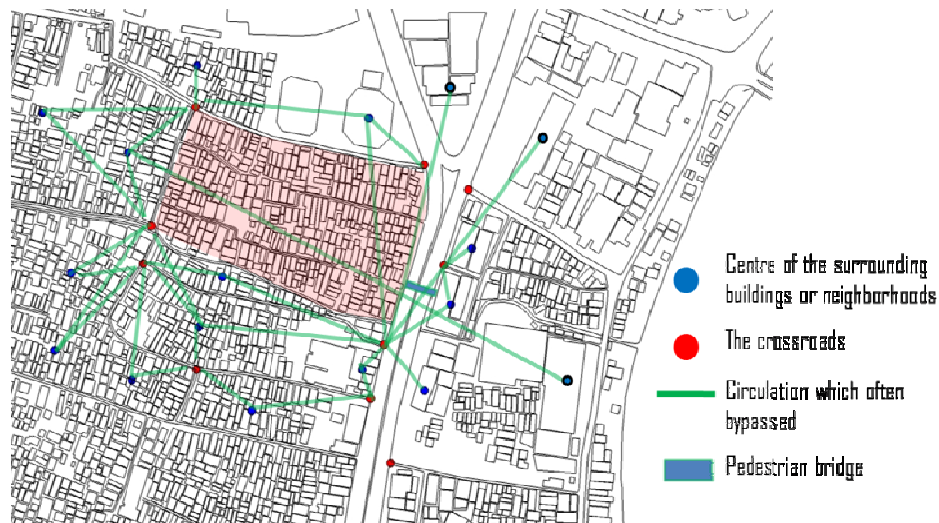 Centre of the surrounding
buildings or neighborhoods
The crossroads
Circulation which often
bypassed
Pedestrian bridge